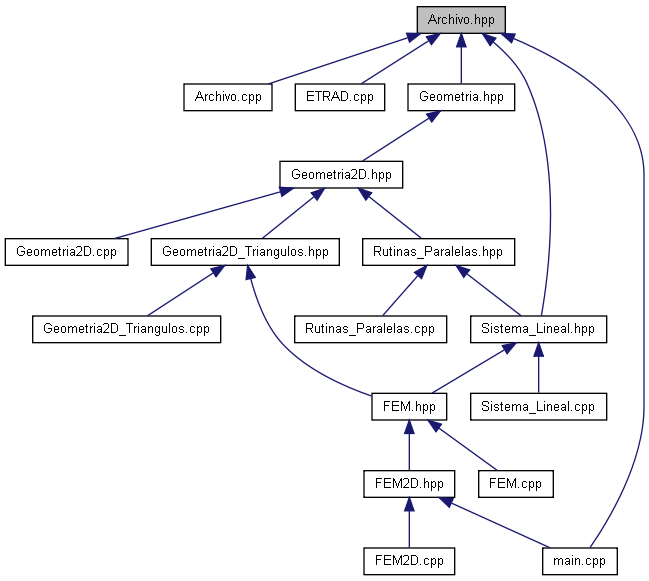 Archivo.hpp
Archivo.cpp
ETRAD.cpp
Geometria.hpp
Geometria2D.hpp
Geometria2D.cpp
Geometria2D_Triangulos.hpp
Rutinas_Paralelas.hpp
Geometria2D_Triangulos.cpp
Rutinas_Paralelas.cpp
Sistema_Lineal.hpp
FEM.hpp
Sistema_Lineal.cpp
FEM2D.hpp
FEM.cpp
FEM2D.cpp
main.cpp